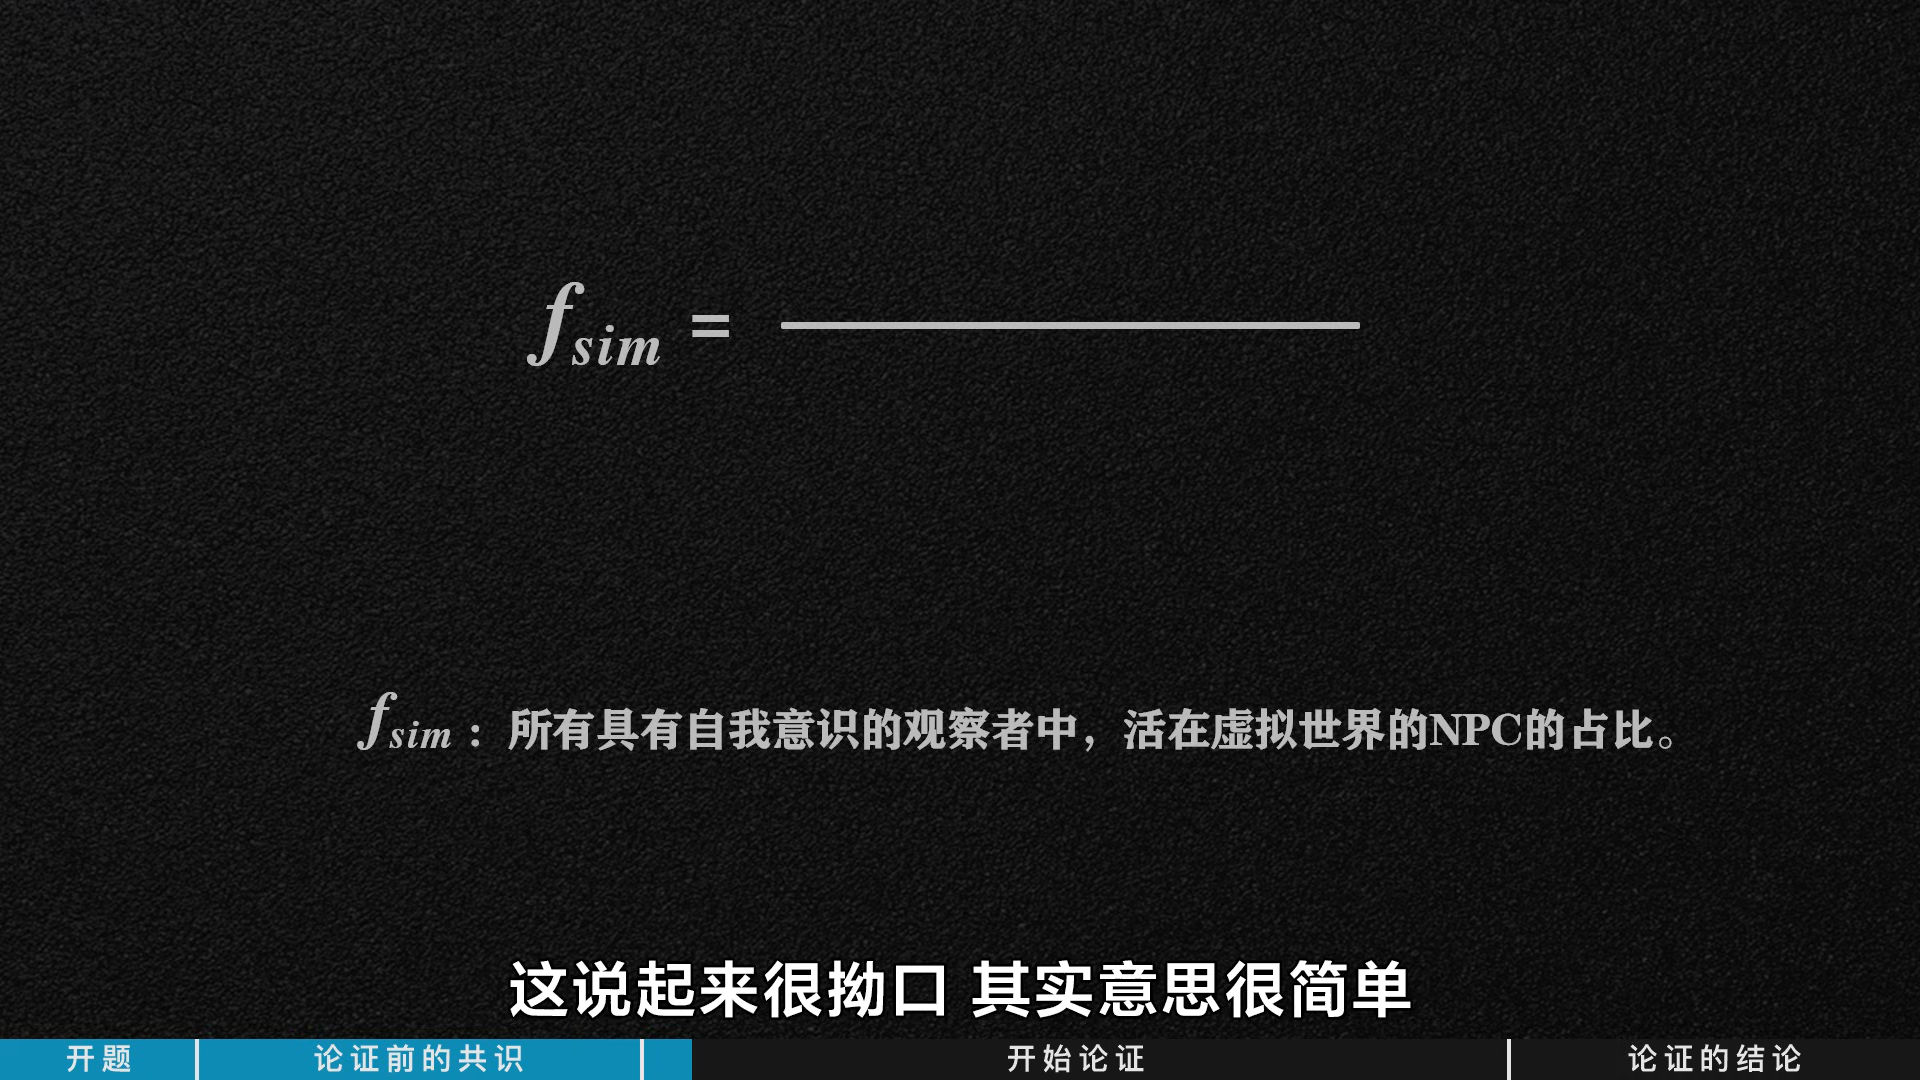 fsim =
fsim：所有具有自我意识的观察者中，活在虚拟世界的NPC的占比。
这说起来很拗口 其实意思很简单
开题 论证前的共识 开始论证 论证的结论